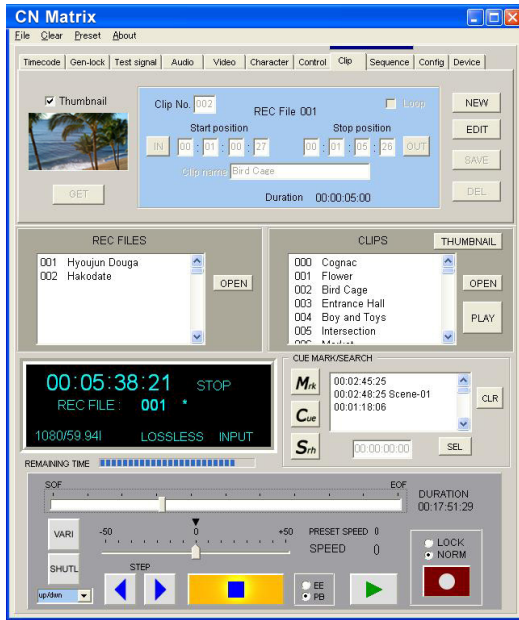 CN Matrix
File Clear Preset About
Timecode Gen-lock Test signal Audio Video Character Control Clip Sequence Config Device
Thumbnail
GET
Clip No. 002 REC File 001 Loop
Start position Stop position
IN 00 : 01 : 00 : 27 00 : 01 : 05 : 26 OUT
Clip name Bird Cage
Duration 00:00:05:00
NEW
EDIT
SAVE
DEL
REC FILES
001 Hyoujun Douga
002 Hakodate
OPEN
CLIPS THUMBNAIL
000 Cognac
001 Flower
002 Bird Cage
003 Entrance Hall
004 Boy and Toys
005 Intersection
006 Market
OPEN
PLAY
00:05:38:21 STOP
REC FILE : 001 *
1080/59.94I LOSSLESS INPUT
REMAINING TIME
CUE MARK/SEARCH
Mrk
Cue
Srh
00:02:45:25
00:02:48:25 Scene-01
00:01:18:06
CLR
00:00:00:00 SEL
SOF EOF
DURATION
00:17:51:29
VARI
-50 0 +50
PRESET SPEED 0
SPEED 0
SHUTL
STEP
up/dwn
EE
PB
LOCK
NORM